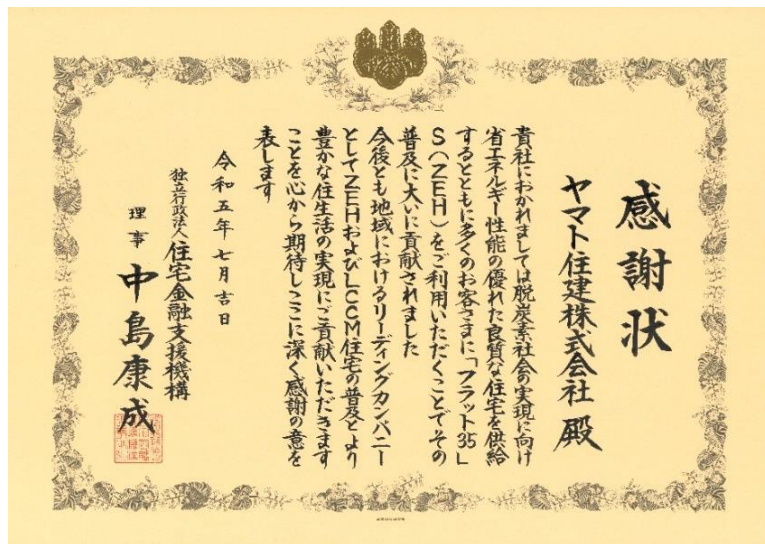 感謝状
ヤマト住建株式会社 殿
貴社におかれましては脱炭素社会の実現に向け
省エネルギー性能の優れた良質な住宅を供給
するとともに多くのお客さまに「フラット35」
S(ZEH)をご利用いただくことでその
普及に大いに貢献されました
今後とも地域におけるリーディングカンパニー
としてZEHおよびLCCM住宅の普及とより
豊かな住生活の実現にご貢献いただきます
ことを心から期待しここに深く感謝の意を
表します
令和五年七月吉日
独立行政法人住宅金融支援機構
理事 中島康成